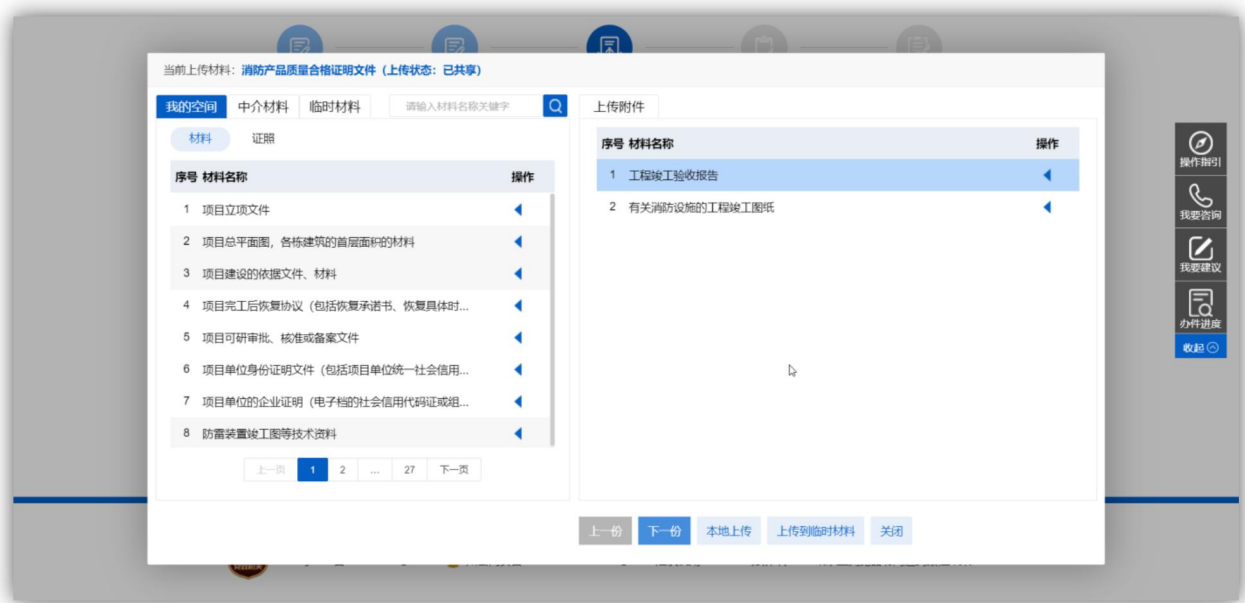 当前上传材料：消防产品质量合格证明文件（上传状态：已共享）
我的空间 中介材料 临时材料 请输入材料名称关键字
材料 证照
序号 材料名称 操作
1 项目立项文件
2 项目总平面图，各栋建筑的首层面积的材料
3 项目建设的依据文件、材料
4 项目完工后恢复协议（包括恢复承诺书、恢复具体时...
5 项目可研审批、核准或备案文件
6 项目单位身份证明文件（包括项目单位统一社会信用...
7 项目单位的企业证明（电子档的社会信用代码证或组...
8 防雷装置竣工图等技术资料
上一页 1 2 ... 27 下一页
上传附件
序号 材料名称 操作
1 工程竣工验收报告
2 有关消防设施的工程竣工图纸
上一份 下一份 本地上传 上传到临时材料 关闭
操作指引
我要咨询
我要建议
办件进度
收起